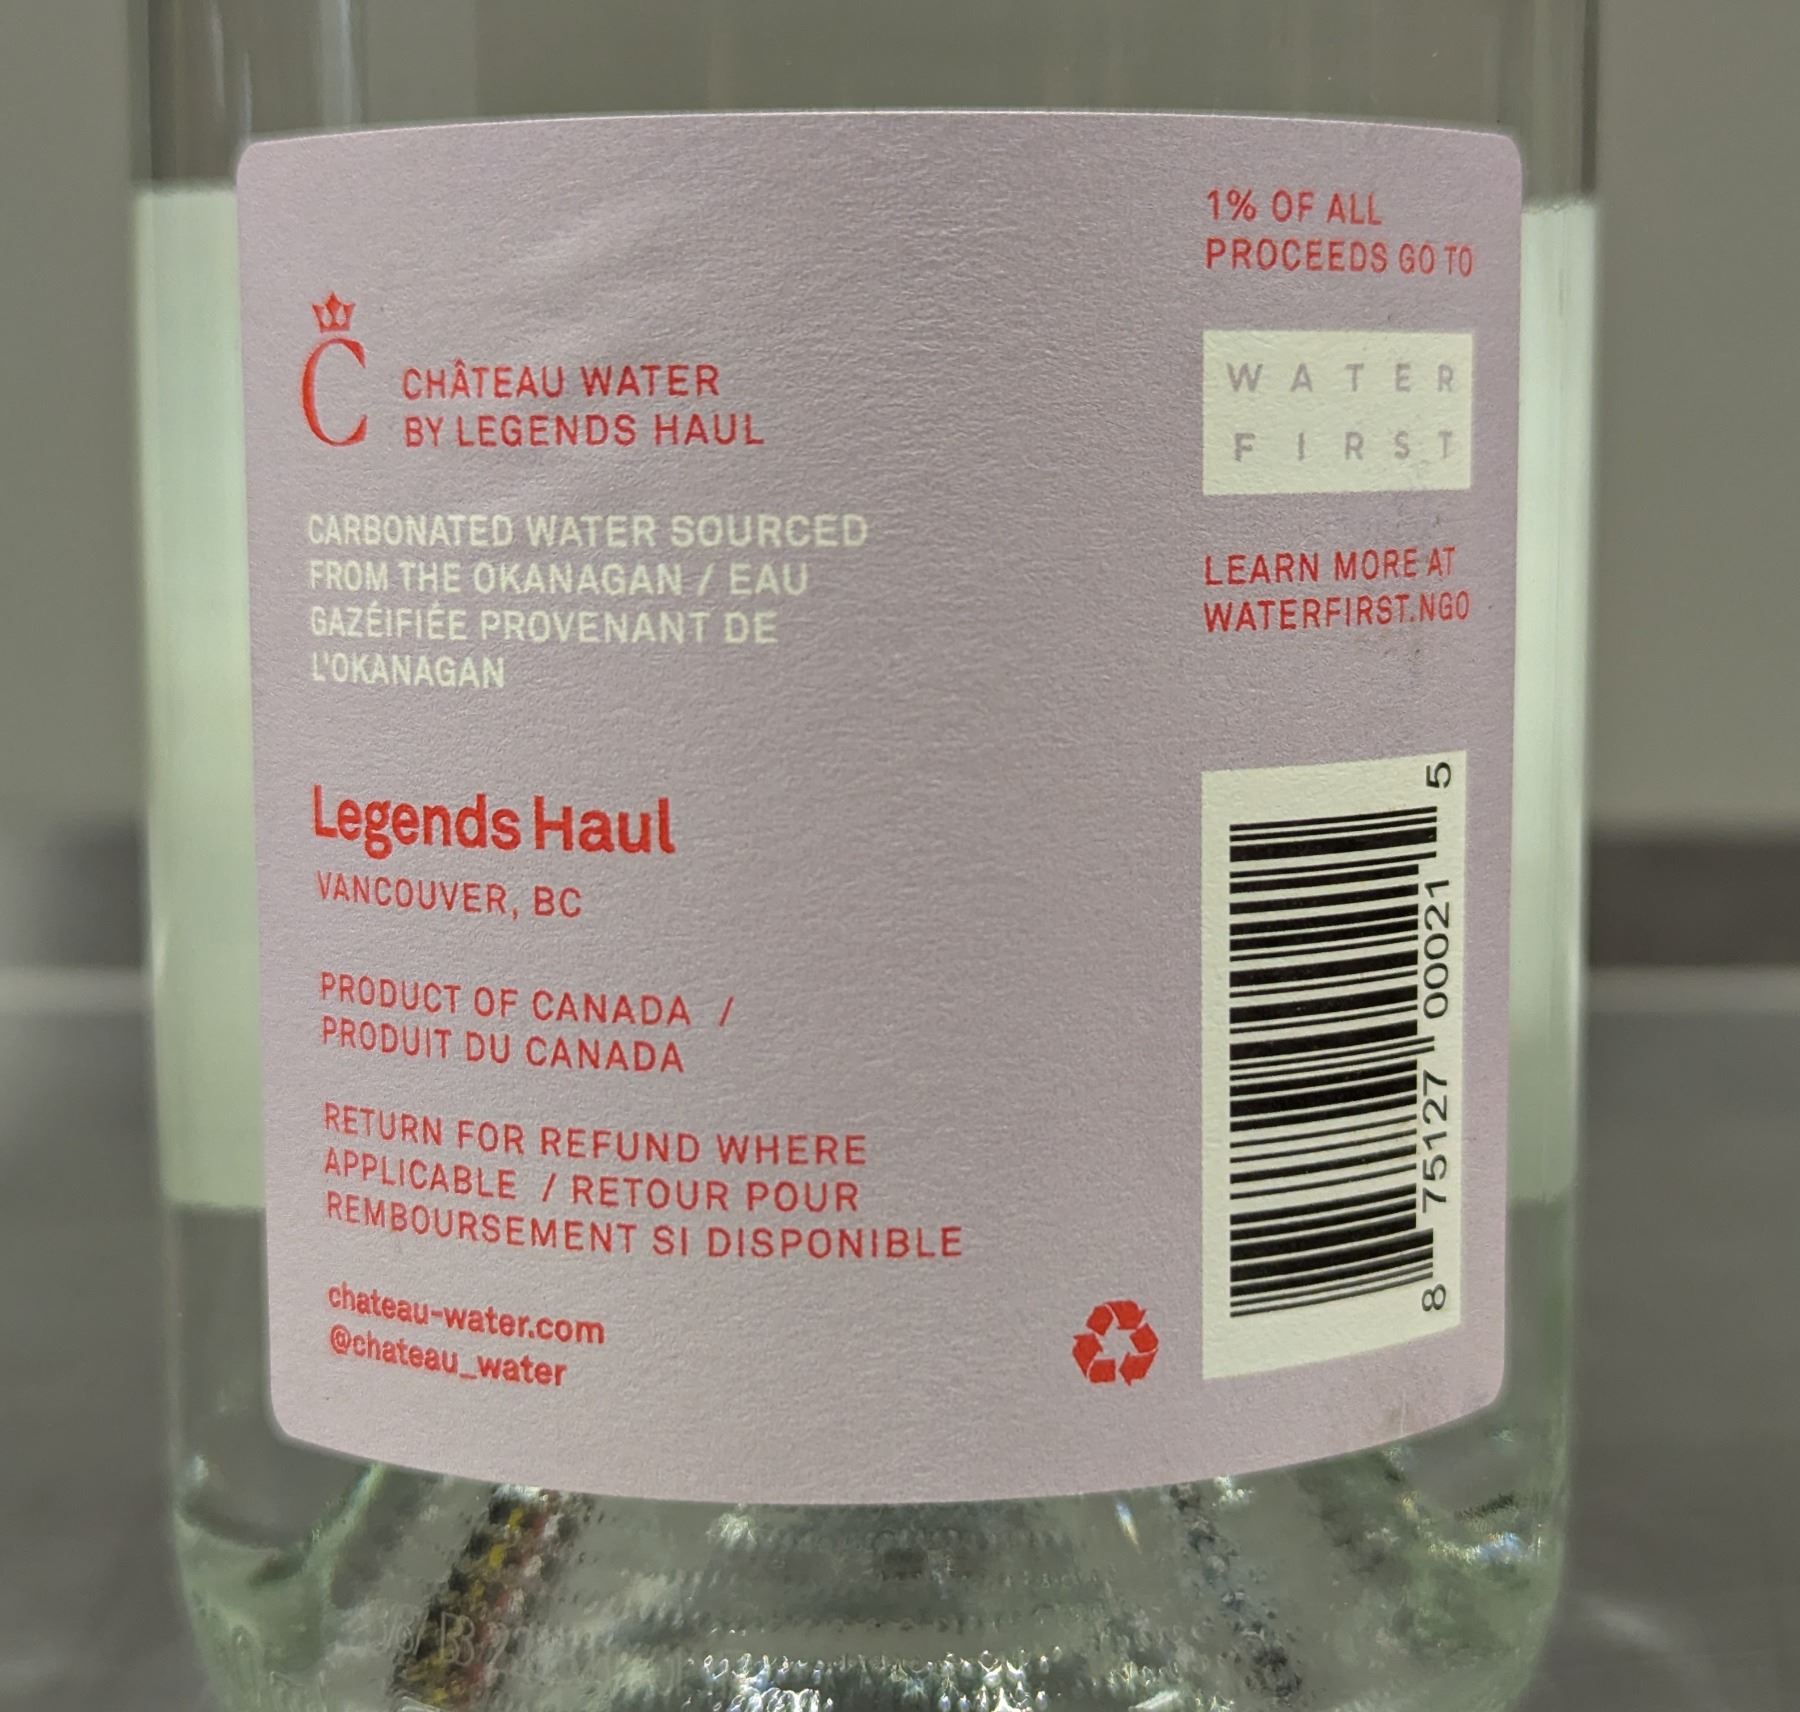 C
CHÂTEAU WATER
BY LEGENDS HAUL
CARBONATED WATER SOURCED
FROM THE OKANAGAN / EAU
GAZÉIFIÉE PROVENANT DE
L'OKANAGAN
Legends Haul
VANCOUVER, BC
PRODUCT OF CANADA /
PRODUIT DU CANADA
RETURN FOR REFUND WHERE
APPLICABLE / RETOUR POUR
REMBOURSEMENT SI DISPONIBLE
chateau-water.com
@chateau_water
1% OF ALL
PROCEEDS GO TO
WATER
FIRST
LEARN MORE AT
WATERFIRST.NGO
8 75127 00021 5